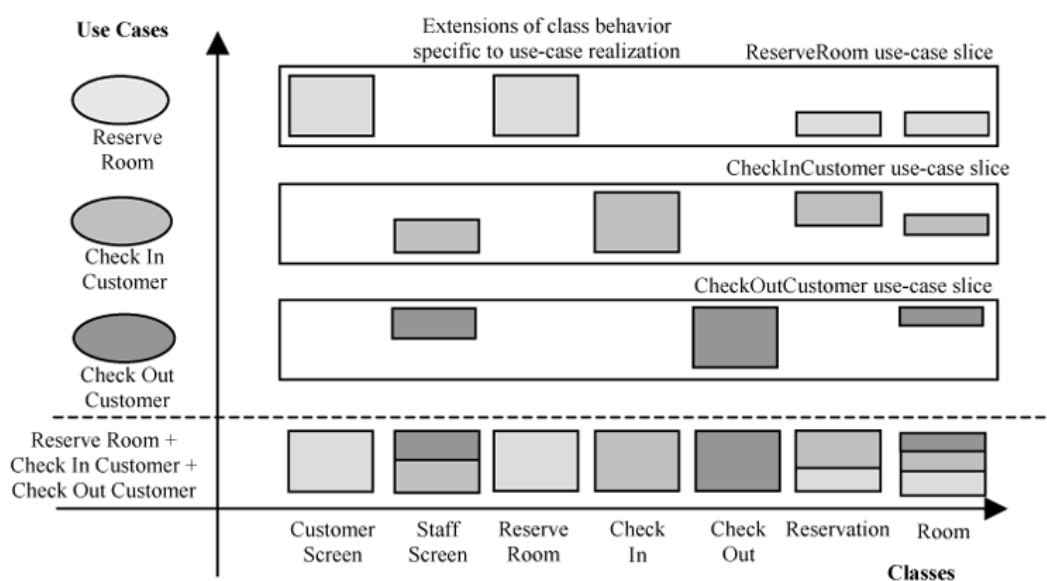 Use Cases
Extensions of class behavior
specific to use-case realization
ReserveRoom use-case slice
Reserve
Room
CheckInCustomer use-case slice
Check In
Customer
CheckOutCustomer use-case slice
Check Out
Customer
Reserve Room +
Check In Customer +
Check Out Customer
Customer
Screen
Staff
Screen
Reserve
Room
Check
In
Check
Out
Reservation
Room
Classes